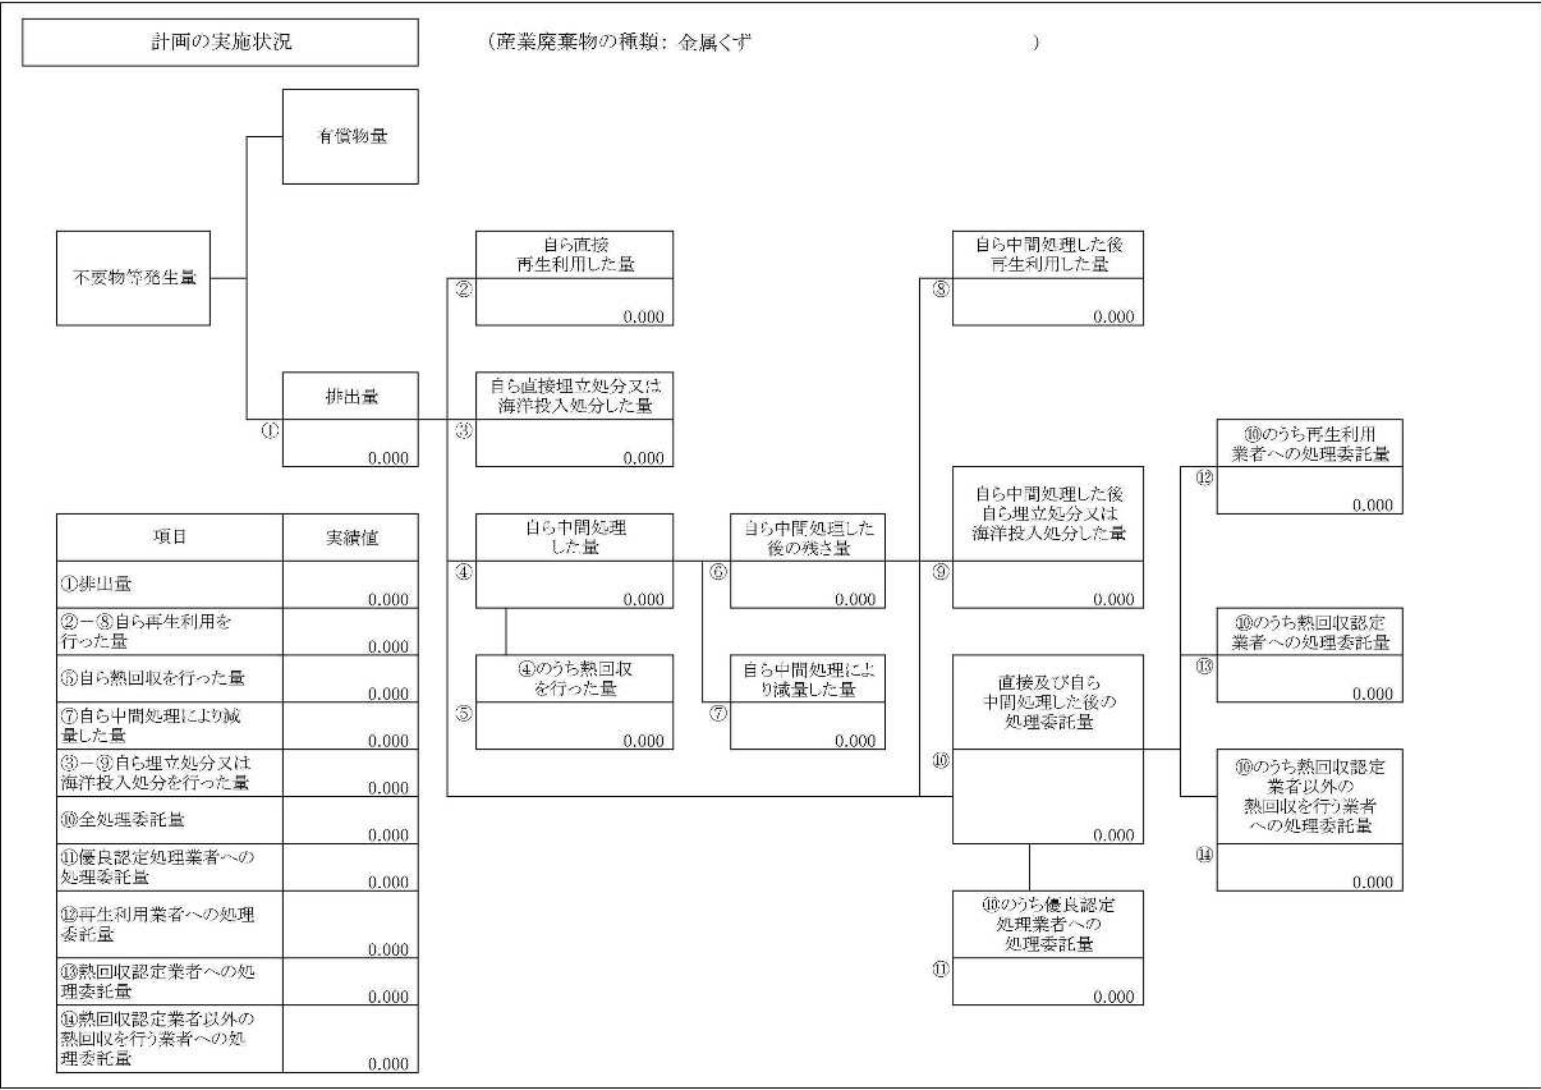 計画の実施状況
（産業廃棄物の種類：金属くず　）
有償物量
不要物等発生量
自ら直接
再生利用した量
②
0.000
自ら中間処理した後
再生利用した量
⑧
0.000
排出量
①
0.000
自ら直接埋立処分又は
海洋投入処分した量
③
0.000
⑩のうち再生利用
業者への処理委託量
⑫
0.000
自ら中間処理
した量
④
0.000
自ら中間処理した
後の残さ量
⑥
0.000
自ら中間処理した後
自ら埋立処分又は
海洋投入処分した量
⑨
0.000
④のうち熱回収
を行った量
⑤
0.000
自ら中間処理によ
り減量した量
⑦
0.000
直接及び自ら
中間処理した後の
処理委託量
⑩
0.000
⑩のうち熱回収認定
業者への処理委託量
⑬
0.000
⑩のうち熱回収認定
業者以外の
熱回収を行う業者
への処理委託量
⑭
0.000
⑩のうち優良認定
処理業者への
処理委託量
⑪
0.000
項目 実績値
①排出量
0.000
②－⑧自ら再生利用を
行った量
0.000
⑤自ら熱回収を行った量
0.000
⑦自ら中間処理により減
量した量
0.000
③－⑨自ら埋立処分又は
海洋投入処分を行った量
0.000
⑩全処理委託量
0.000
⑪優良認定処理業者への
処理委託量
0.000
⑫再生利用業者への処理
委託量
0.000
⑬熱回収認定業者への処
理委託量
0.000
⑭熱回収認定業者以外の
熱回収を行う業者への処
理委託量
0.000